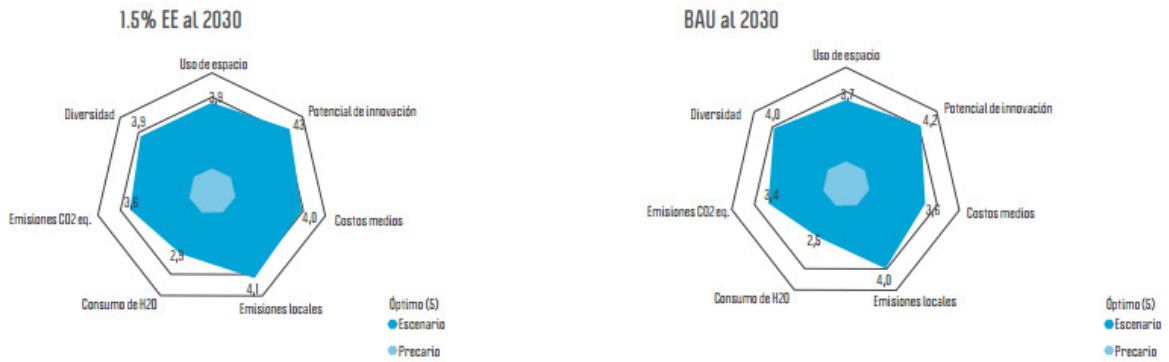 1.5% EE al 2030
Uso de espacio
3,9
Potencial de innovación
43
Diversidad
3,9
Emisiones CO2 eq.
3,6
4,0
Costos medios
2,9
Consumo de H20
4,1
Emisiones locales
Óptimo (5)
Escenario
Precario
BAU al 2030
Uso de espacio
3,7
Potencial de innovación
4,2
Diversidad
4,0
Emisiones CO2 eq.
3,4
3,6
Costos medios
2,5
Consumo de H20
4,0
Emisiones locales
Óptimo (5)
Escenario
Precario